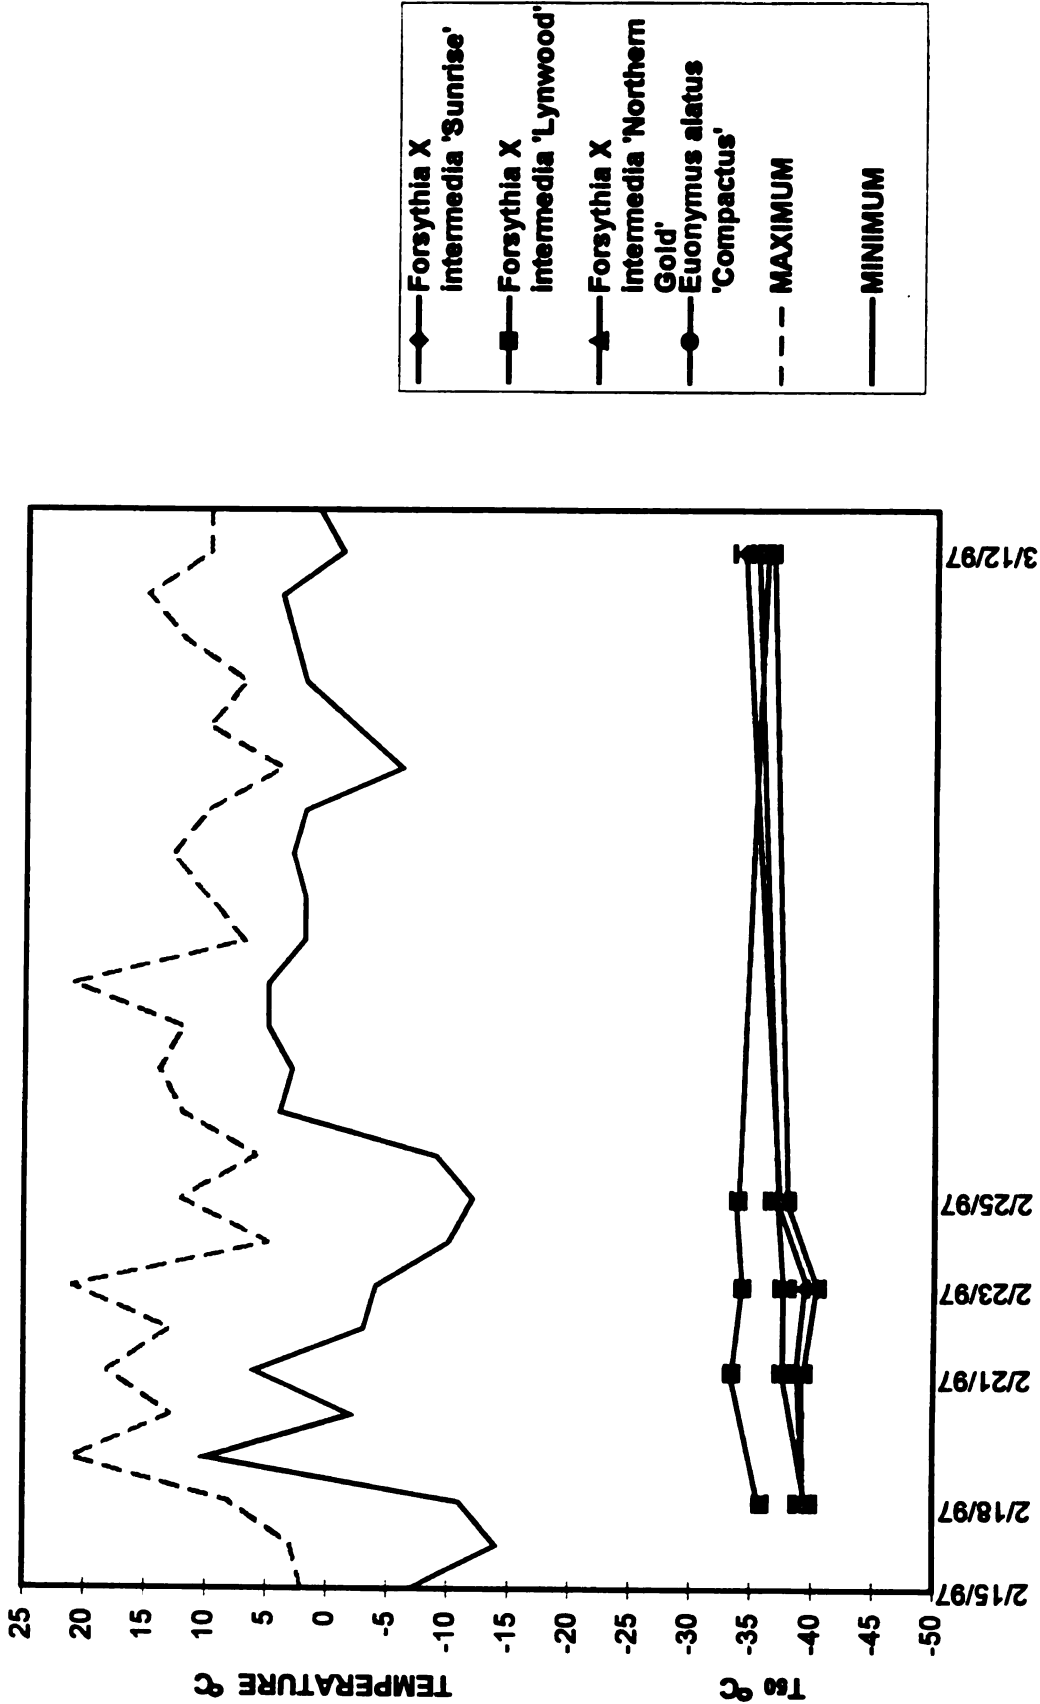 25
20
15
10
5
0
-5
-10
-15
-20
-25
-30
-35
-40
-45
-50
TEMPERATURE °C
T50 °C
2/15/97
2/18/97
2/21/97
2/23/97
2/25/97
3/12/97
Forsythia X
intermedia 'Sunrise'
Forsythia X
intermedia 'Lynwood'
Forsythia X
intermedia 'Northern
Gold'
Euonymus alatus
'Compactus'
MAXIMUM
MINIMUM